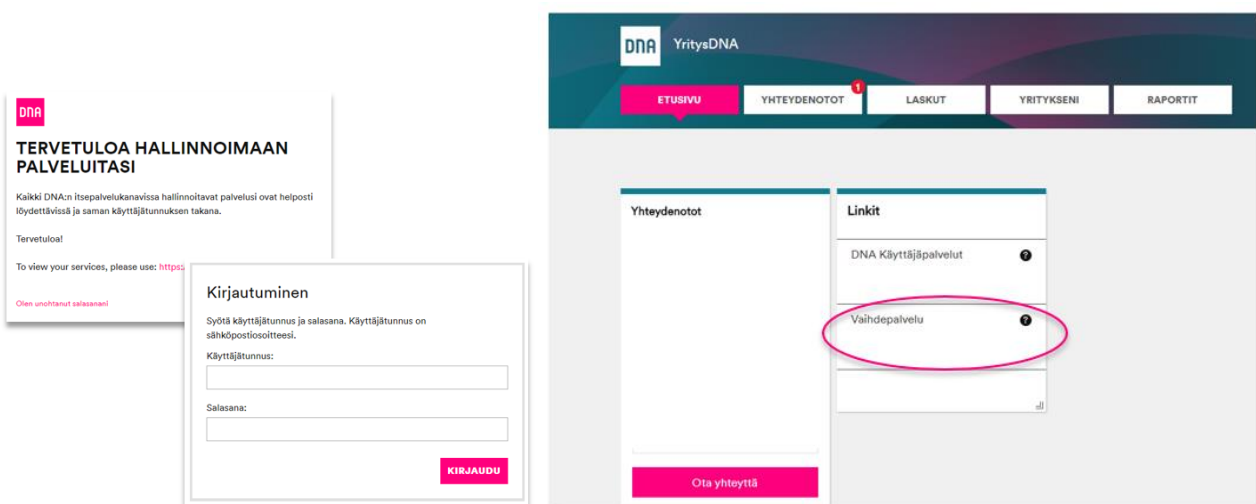 DNA
TERVETULOA HALLINNOIMAAN
PALVELUITASI
Kaikki DNA:n itsepalvelukanavissa hallinnoitavat palvelusi ovat helposti
löydettävissä ja saman käyttäjätunnuksen takana.
Tervetuloa!
To view your services, please use: https:
Olen unohtanut salasanani
Kirjautuminen
Syötä käyttäjätunnus ja salasana. Käyttäjätunnus on
sähköpostiosoitteesi.
Käyttäjätunnus:
Salasana:
KIRJAUDU
DNA YritysDNA
ETUSIVU YHTEYDENOTOT 1 LASKUT YRITYKSENI RAPORTIT
Yhteydenotot
Ota yhteyttä
Linkit
DNA Käyttäjäpalvelut ?
Vaihdepalvelu ?